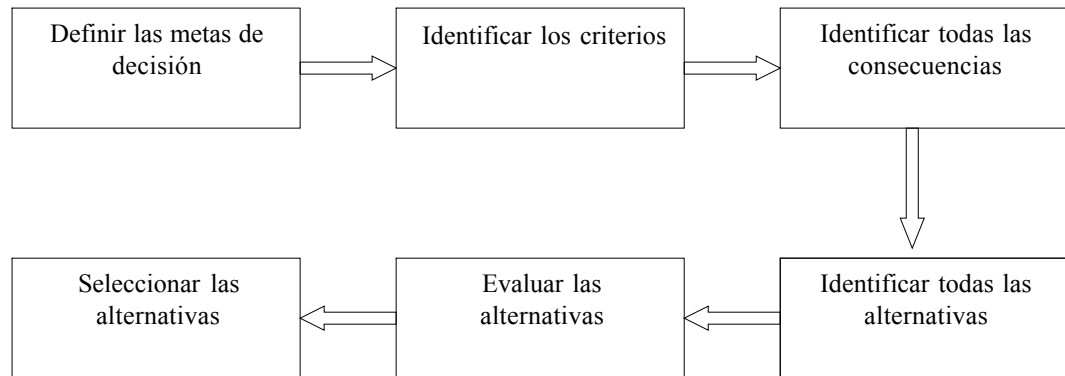 Definir las metas de
decisión
Identificar los criterios
Identificar todas las
consecuencias
Identificar todas las
alternativas
Evaluar las
alternativas
Seleccionar las
alternativas